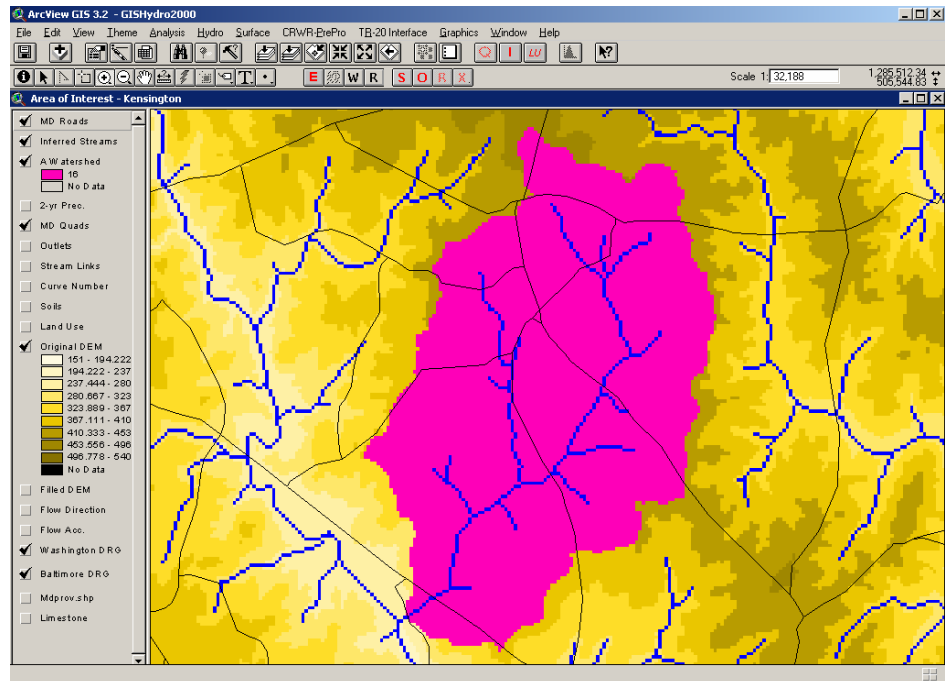 ArcView GIS 3.2 - GISHydro2000
File Edit View Theme Analysis Hydro Surface CRWR-PrePro TR-20 Interface Graphics Window Help
E W R S O R X
Scale 1: 32,188
1,285,512.34
505,544.83
Area of Interest - Kensington
MD Roads
Inferred Streams
A Watershed
16
No Data
2-yr Prec.
MD Quads
Outlets
Stream Links
Curve Number
Soils
Land Use
Original DEM
151 - 194.222
194.222 - 237
237.444 - 280
280.667 - 323
323.889 - 367
367.111 - 410
410.333 - 453
453.556 - 496
496.778 - 540
No Data
Filled DEM
Flow Direction
Flow Acc.
Washington DRG
Baltimore DRG
Mdprov.shp
Limestone